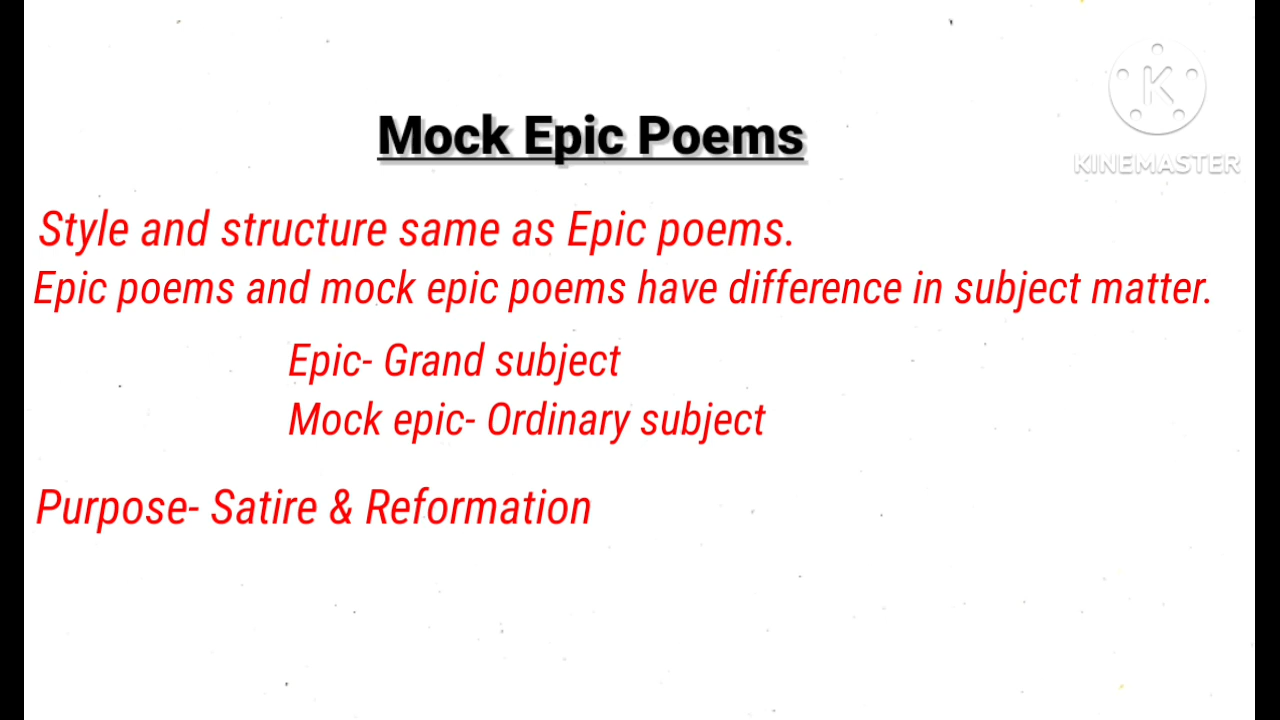 Mock Epic Poems
KINEMASTER
Style and structure same as Epic poems.
Epic poems and mock epic poems have difference in subject matter.
Epic- Grand subject
Mock epic- Ordinary subject
Purpose- Satire & Reformation